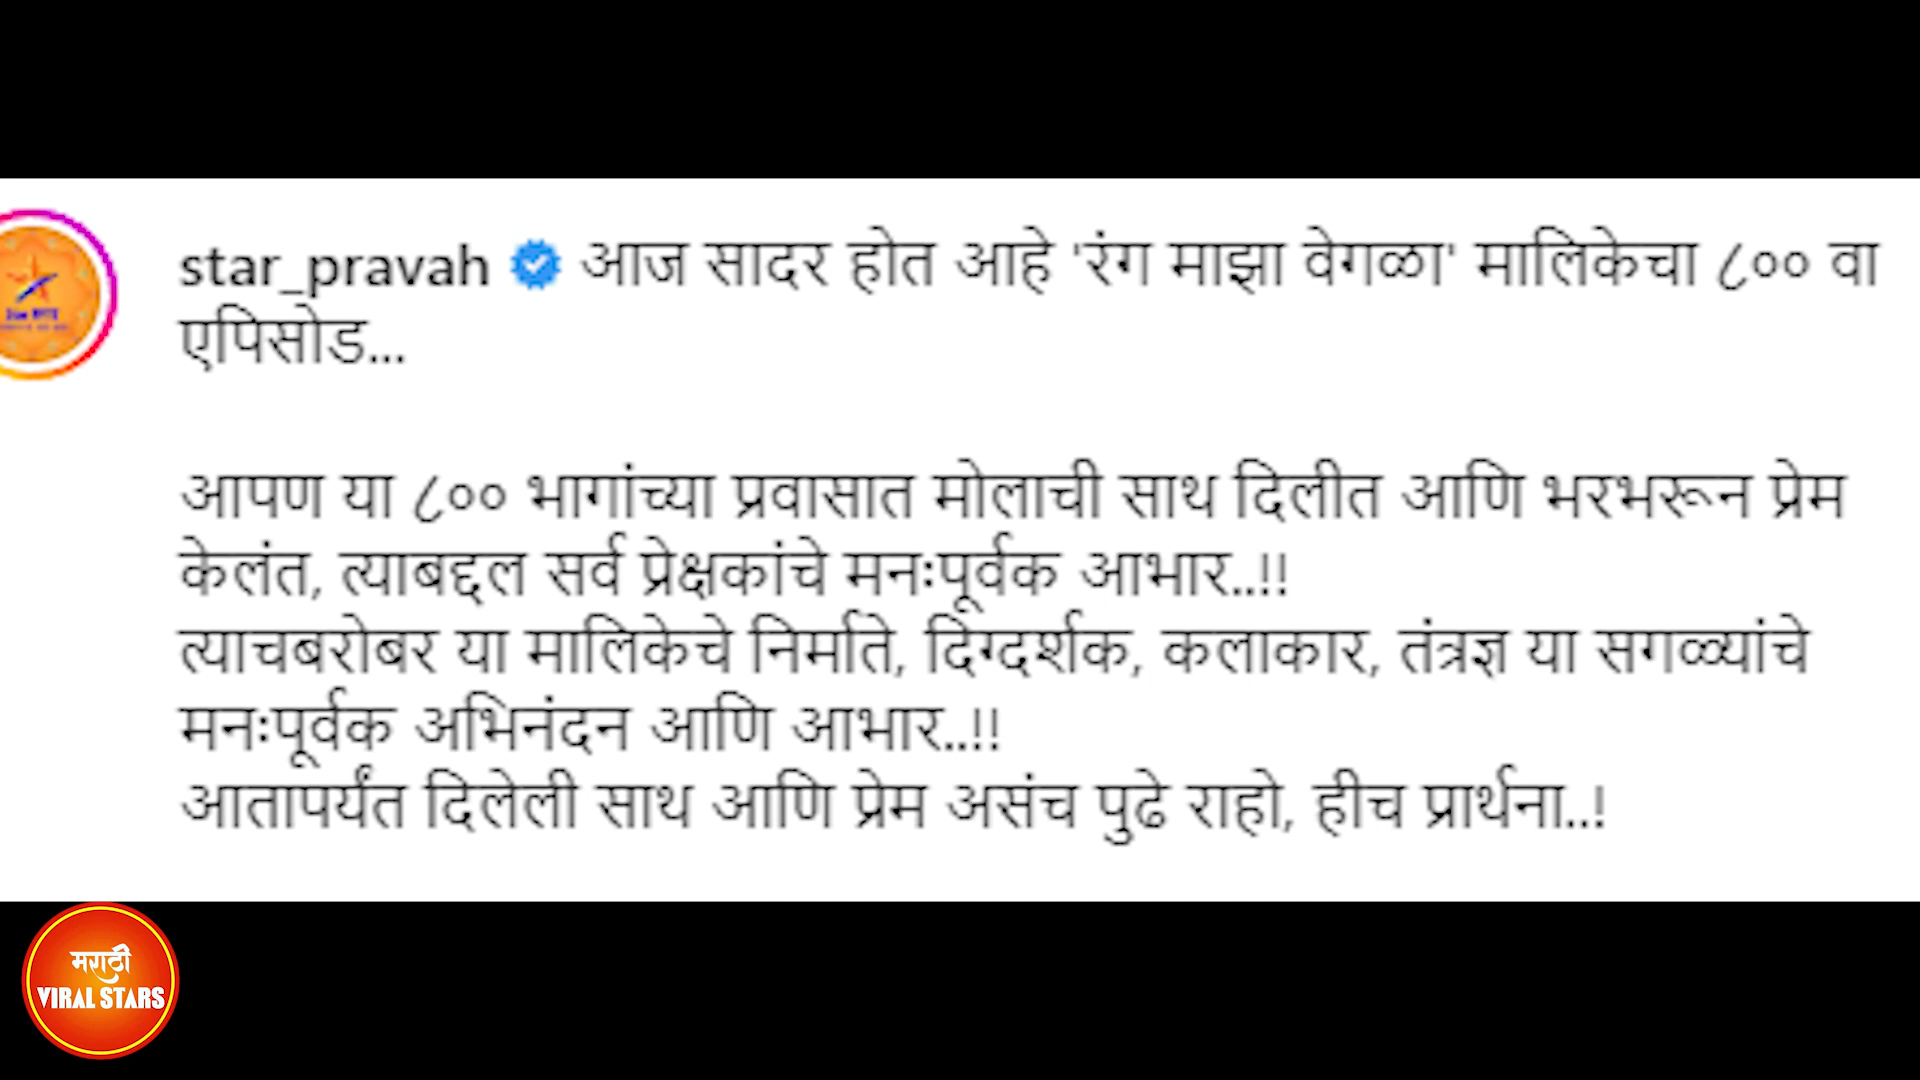 star_pravah आज सादर होत आहे 'रंग माझा वेगळा' मालिकेचा ८०० वा
एपिसोड...
आपण या ८०० भागांच्या प्रवासात मोलाची साथ दिलीत आणि भरभरून प्रेम
केलंत, त्याबद्दल सर्व प्रेक्षकांचे मनःपूर्वक आभार..!!
त्याचबरोबर या मालिकेचे निर्माते, दिग्दर्शक, कलाकार, तंत्रज्ञ या सगळ्यांचे
मनःपूर्वक अभिनंदन आणि आभार..!!
आतापर्यंत दिलेली साथ आणि प्रेम असंच पुढे राहो, हीच प्रार्थना..!
मराठी
VIRAL STARS